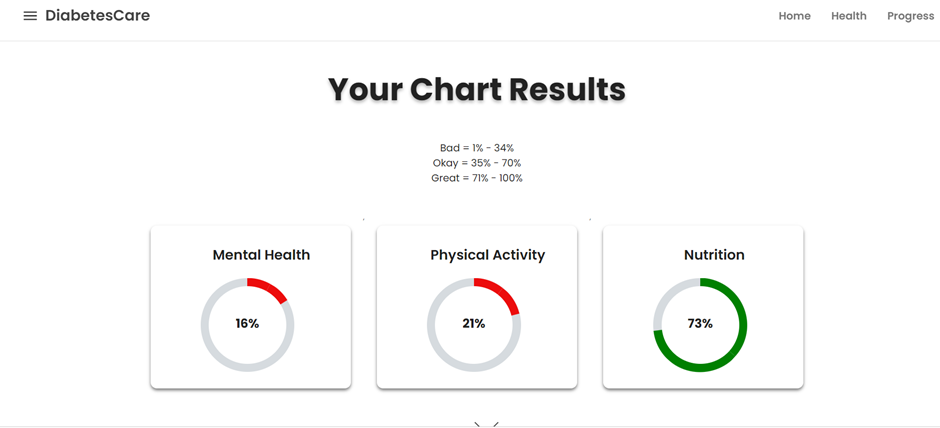 DiabetesCare
Home Health Progress
Your Chart Results
Bad = 1% - 34%
Okay = 35% - 70%
Great = 71% - 100%
Mental Health
16%
Physical Activity
21%
Nutrition
73%